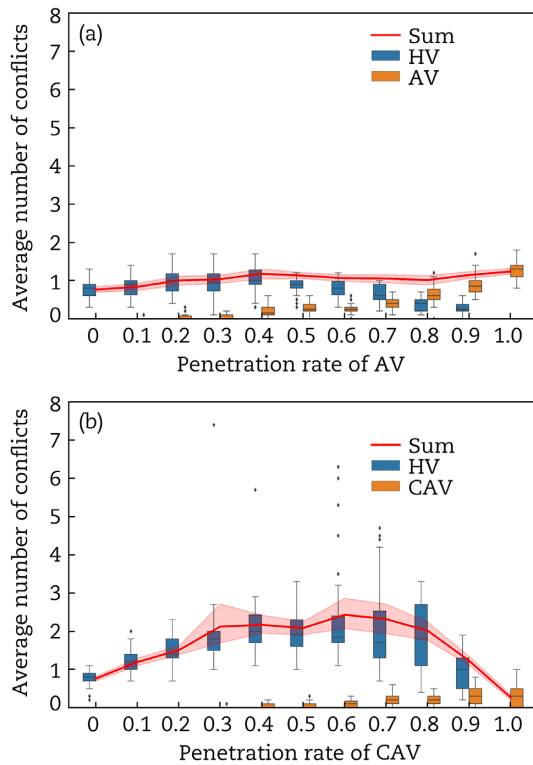 (a)
Sum
HV
AV
Average number of conflicts
8
7
6
5
4
3
2
1
0
0 0.1 0.2 0.3 0.4 0.5 0.6 0.7 0.8 0.9 1.0
Penetration rate of AV
(b)
Sum
HV
CAV
Average number of conflicts
8
7
6
5
4
3
2
1
0
0 0.1 0.2 0.3 0.4 0.5 0.6 0.7 0.8 0.9 1.0
Penetration rate of CAV